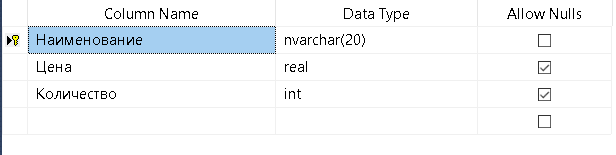 Column Name Data Type Allow Nulls
Наименование nvarchar(20)
Цена real
Количество int